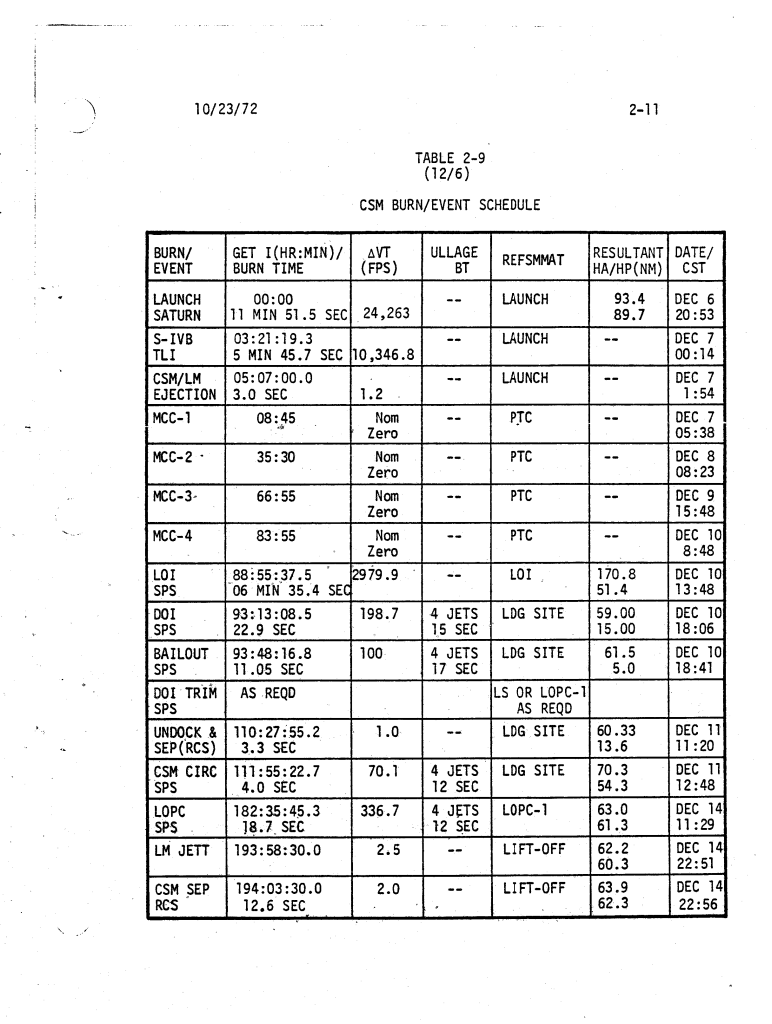 10/23/72 2-11
TABLE 2-9
(12/6)
CSM BURN/EVENT SCHEDULE
BURN/ GET I(HR:MIN)/ ΔVT ULLAGE REFSMMAT RESULTANT DATE/
EVENT BURN TIME (FPS) BT HA/HP(NM) CST
LAUNCH 00:00 -- LAUNCH 93.4 DEC 6
SATURN 11 MIN 51.5 SEC 24,263 89.7 20:53
S-IVB 03:21:19.3 -- LAUNCH -- DEC 7
TLI 5 MIN 45.7 SEC 10,346.8 00:14
CSM/LM 05:07:00.0 -- LAUNCH -- DEC 7
EJECTION 3.0 SEC 1.2 1:54
MCC-1 08:45 Nom -- PTC -- DEC 7
Zero 05:38
MCC-2 35:30 Nom -- PTC -- DEC 8
Zero 08:23
MCC-3 66:55 Nom -- PTC -- DEC 9
Zero 15:48
MCC-4 83:55 Nom -- PTC -- DEC 10
Zero 8:48
LOI 88:55:37.5 2979.9 -- LOI 170.8 DEC 10
SPS 06 MIN 35.4 SEC 51.4 13:48
DOI 93:13:08.5 198.7 4 JETS LDG SITE 59.00 DEC 10
SPS 22.9 SEC 15 SEC 15.00 18:06
BAILOUT 93:48:16.8 100 4 JETS LDG SITE 61.5 DEC 10
SPS 11.05 SEC 17 SEC 5.0 18:41
DOI TRIM AS REQD LS OR LOPC-1
SPS AS REQD
UNDOCK & 110:27:55.2 1.0 -- LDG SITE 60.33 DEC 11
SEP(RCS) 3.3 SEC 13.6 11:20
CSM CIRC 111:55:22.7 70.1 4 JETS LDG SITE 70.3 DEC 11
SPS 4.0 SEC 12 SEC 54.3 12:48
LOPC 182:35:45.3 336.7 4 JETS LOPC-1 63.0 DEC 14
SPS 18.7 SEC 12 SEC 61.3 11:29
LM JETT 193:58:30.0 2.5 -- LIFT-OFF 62.2 DEC 14
60.3 22:51
CSM SEP 194:03:30.0 2.0 -- LIFT-OFF 63.9 DEC 14
RCS 12.6 SEC 62.3 22:56